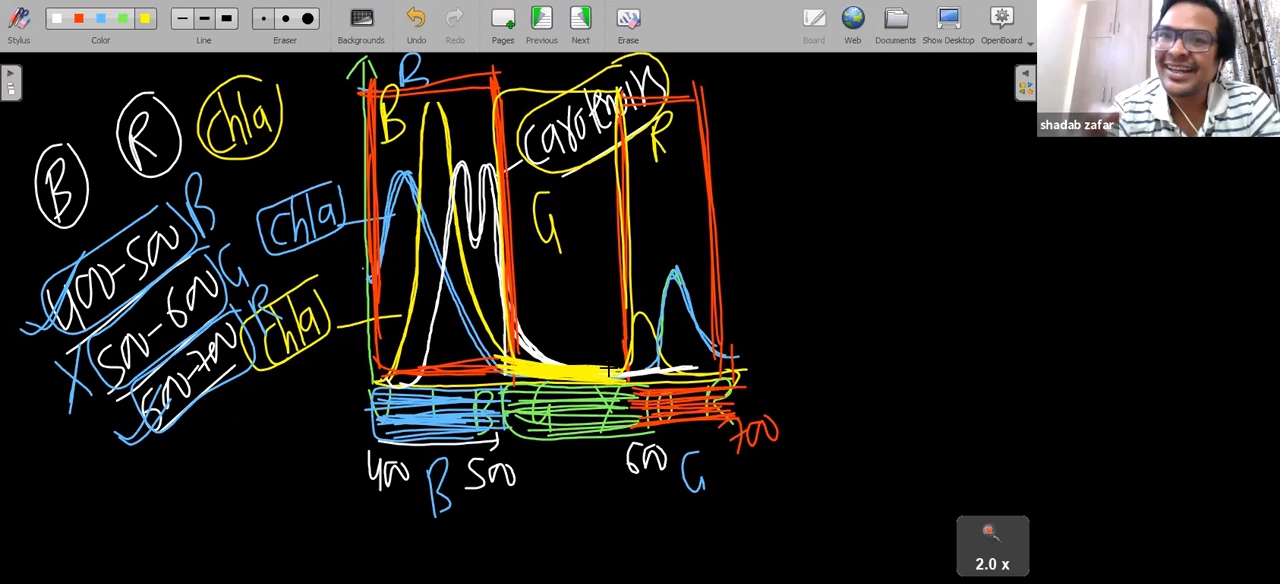 Stylus
Color
Line
Eraser
Backgrounds
Undo
Redo
Pages
Previous
Next
Erase
Board
Web
Documents
Show Desktop
OpenBoard
shadab zafar
B
R
Chla
400-500
B
500-600
G
X
500-700
R
Chla
Chla
R
B
Carotenoids
G
R
B
G
400
500
600
700
B
G
2.0 x